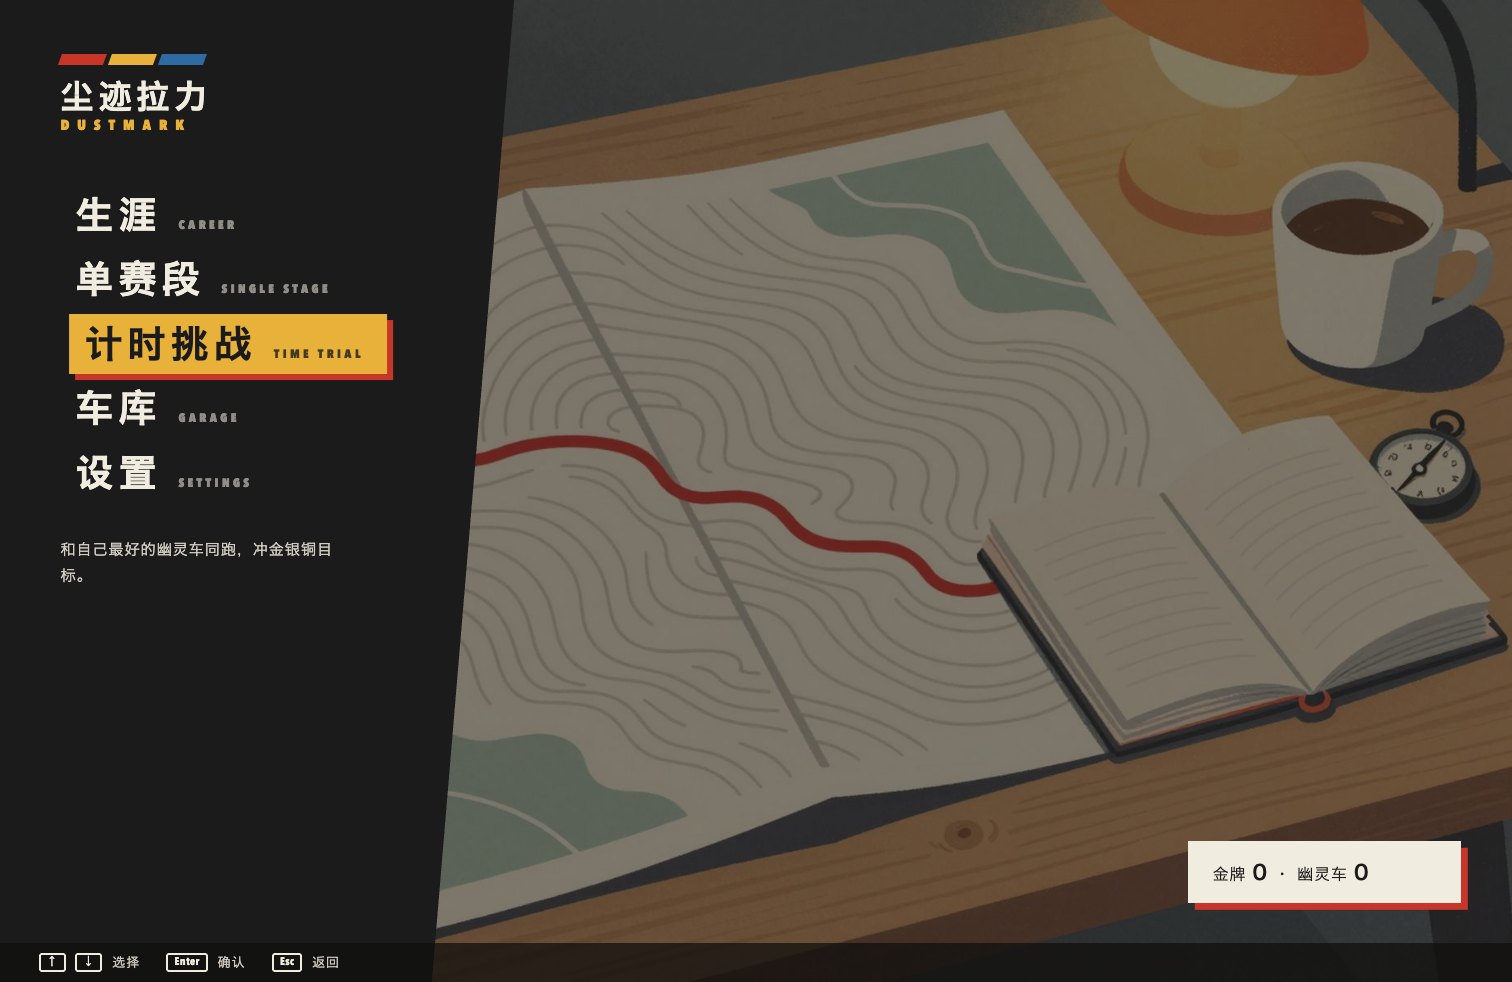 尘迹拉力
DUSTMARK
生涯 CAREER
单赛段 SINGLE STAGE
计时挑战 TIME TRIAL
车库 GARAGE
设置 SETTINGS
和自己最好的幽灵车同跑，冲金银铜目
标。
金牌 0 · 幽灵车 0
↑ ↓ 选择 Enter 确认 Esc 返回